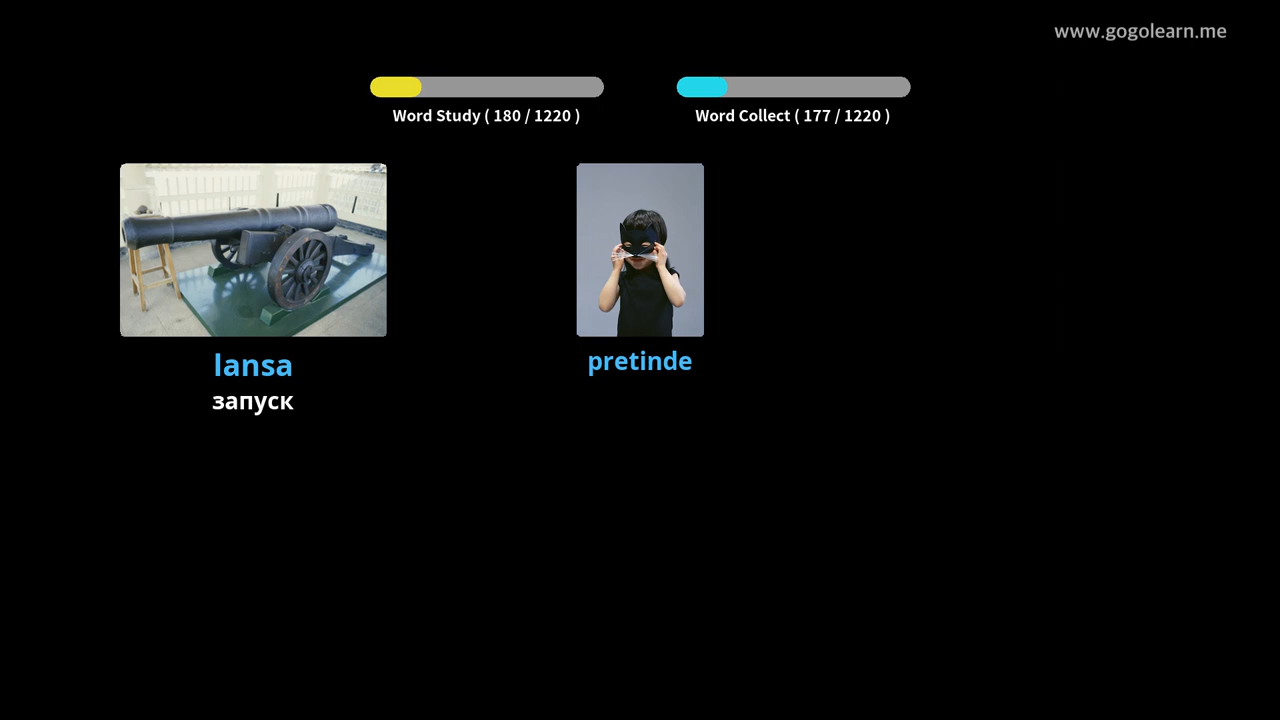 www.gogolearn.me
Word Study ( 180 / 1220 )
Word Collect ( 177 / 1220 )
lansa
запуск
pretinde